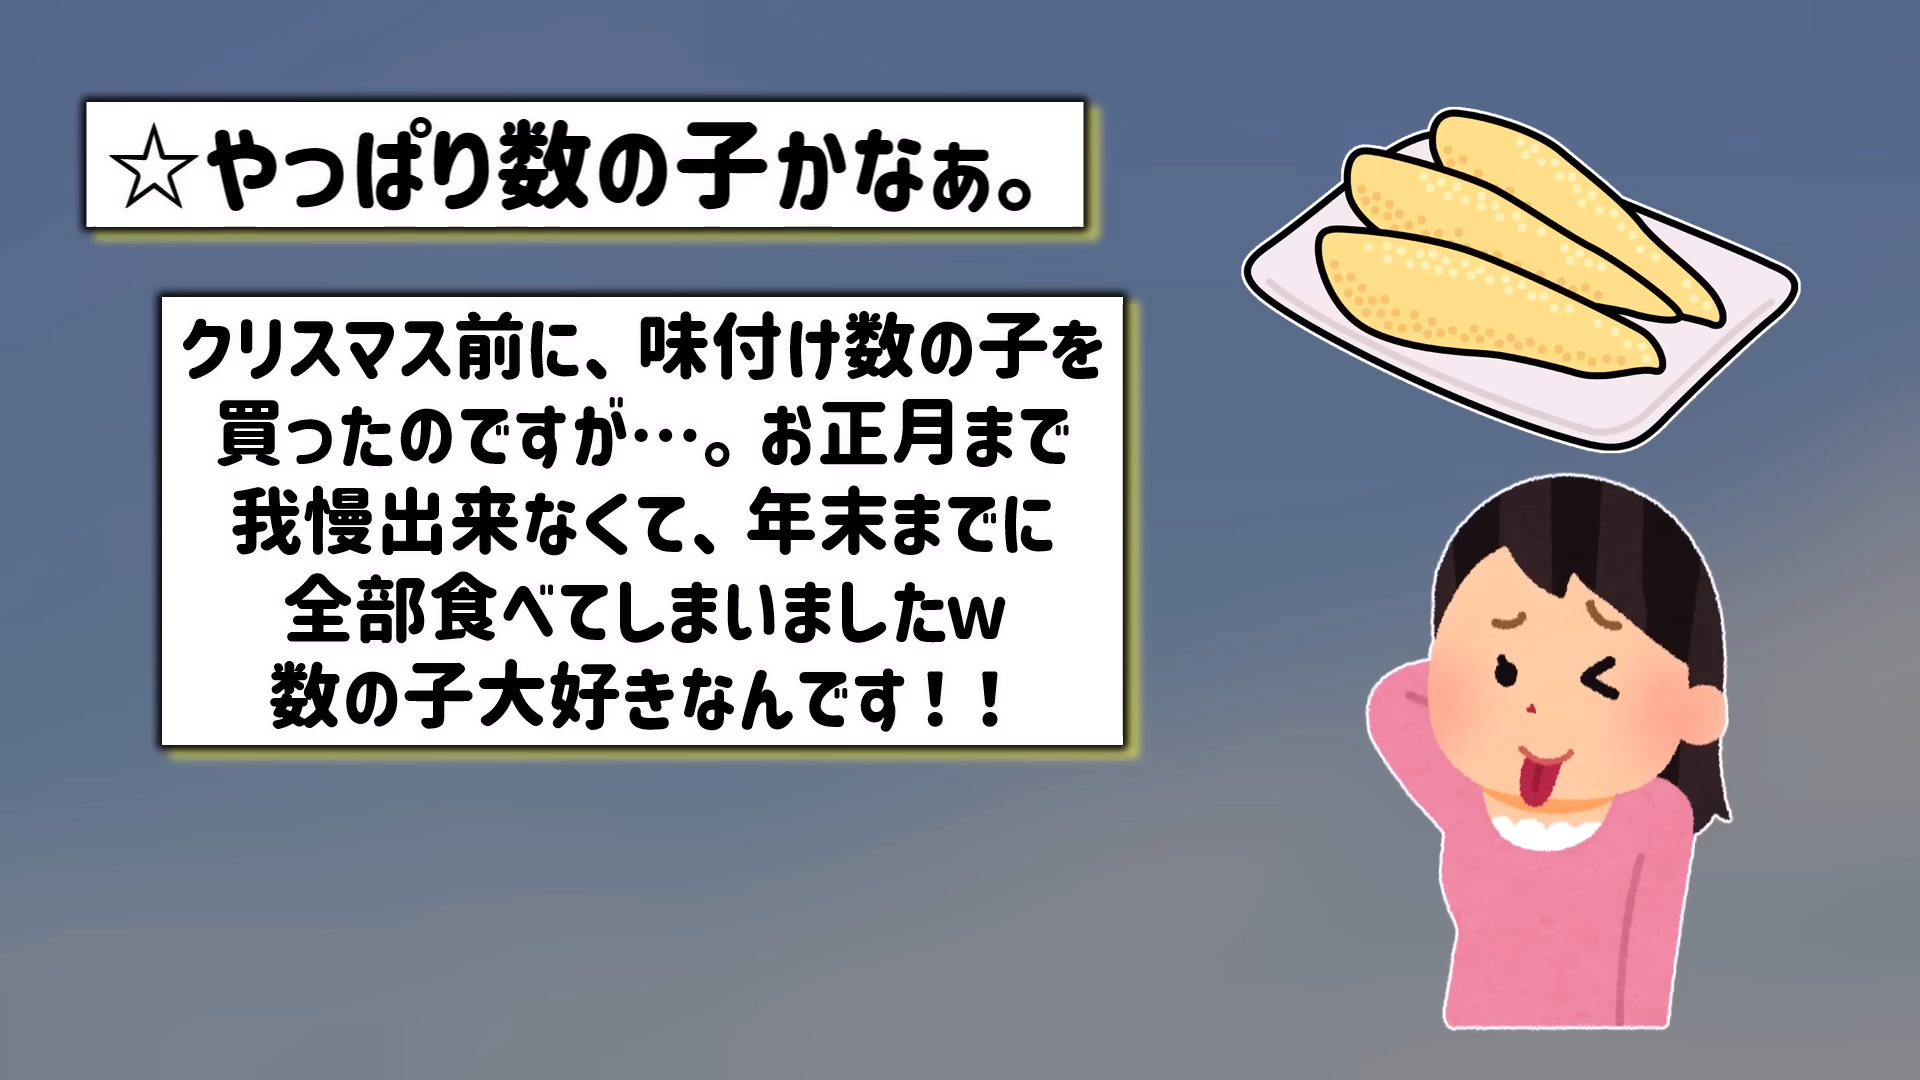 ☆やっぱり数の子かなぁ。
クリスマス前に、味付け数の子を
買ったのですが…。お正月まで
我慢出来なくて、年末までに
全部食べてしまいましたw
数の子大好きなんです！！